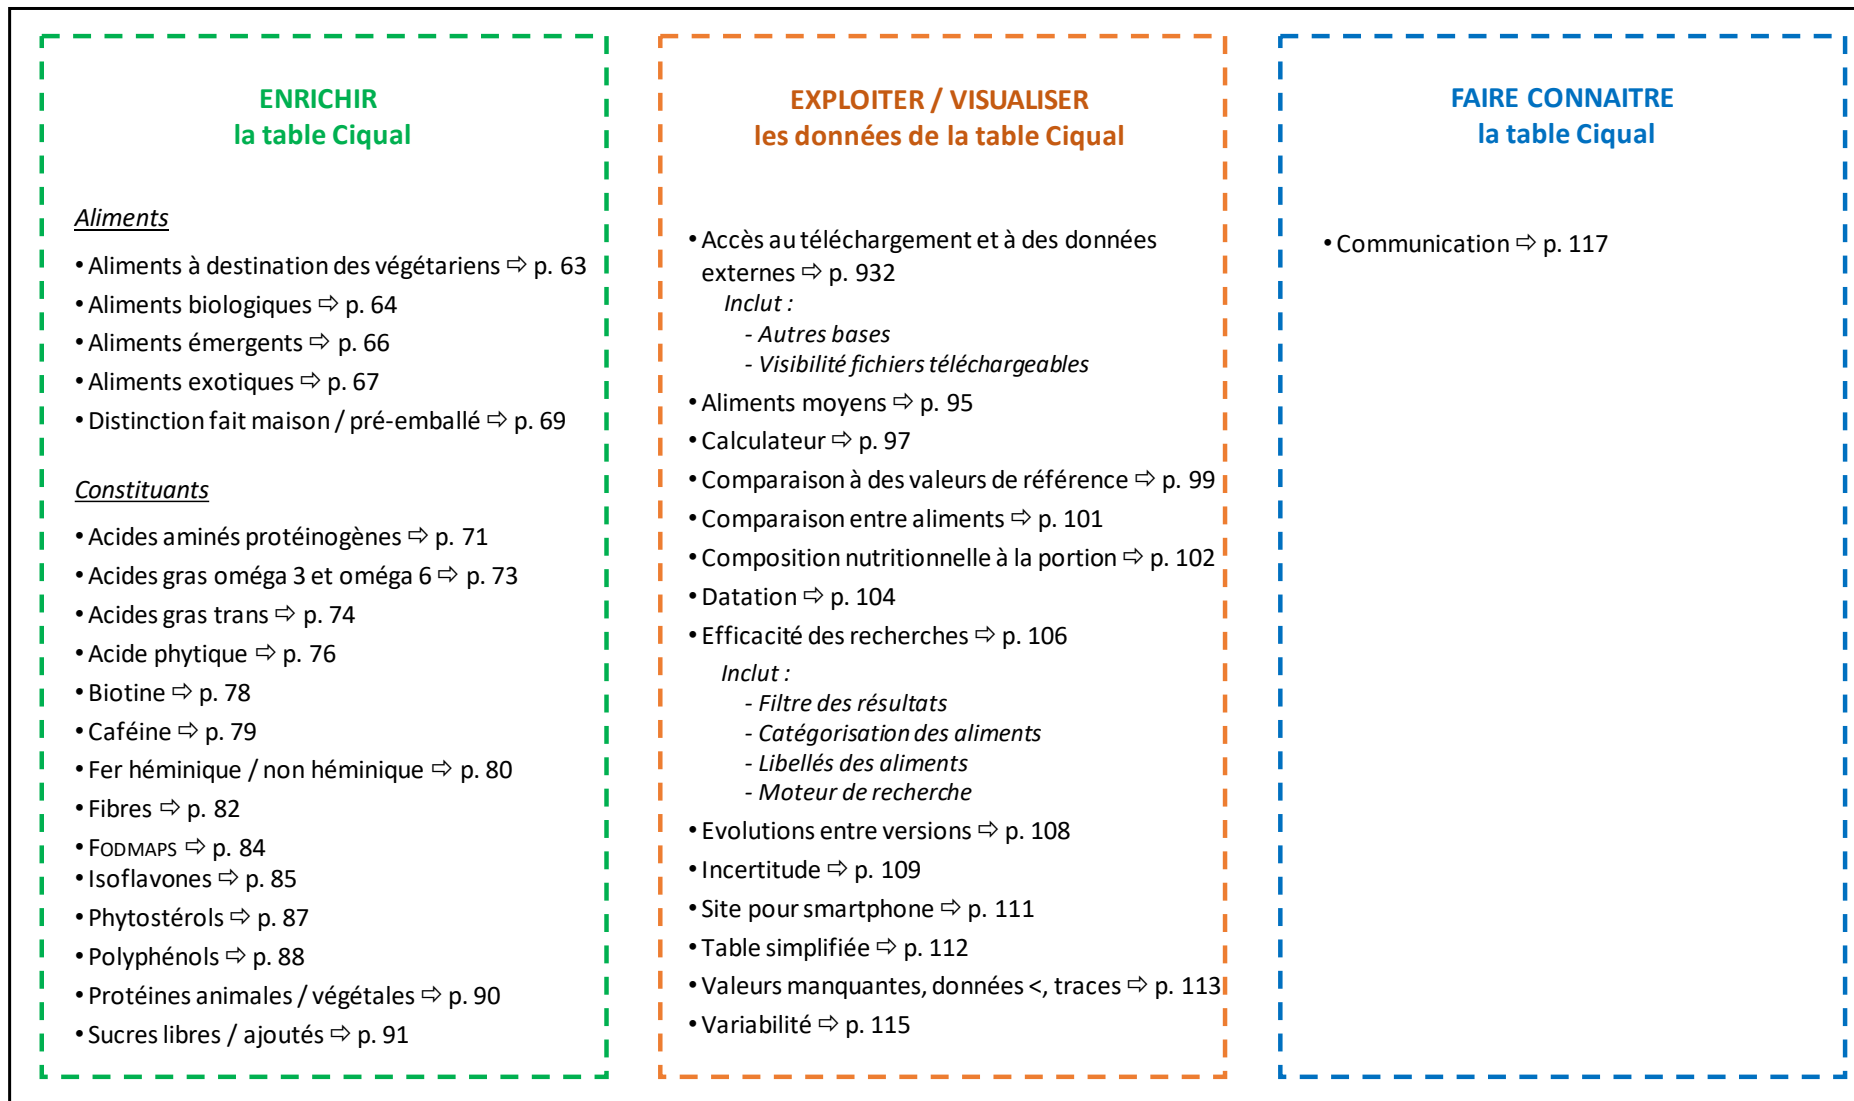 ENRICHIR
la table Ciqual
Aliments
• Aliments à destination des végétariens ⇨ p. 63
• Aliments biologiques ⇨ p. 64
• Aliments émergents ⇨ p. 66
• Aliments exotiques ⇨ p. 67
• Distinction fait maison / pré-emballé ⇨ p. 69
Constituants
• Acides aminés protéinogènes ⇨ p. 71
• Acides gras oméga 3 et oméga 6 ⇨ p. 73
• Acides gras trans ⇨ p. 74
• Acide phytique ⇨ p. 76
• Biotine ⇨ p. 78
• Caféine ⇨ p. 79
• Fer héminique / non héminique ⇨ p. 80
• Fibres ⇨ p. 82
• FODMAPS ⇨ p. 84
• Isoflavones ⇨ p. 85
• Phytostérols ⇨ p. 87
• Polyphénols ⇨ p. 88
• Protéines animales / végétales ⇨ p. 90
• Sucres libres / ajoutés ⇨ p. 91
EXPLOITER / VISUALISER
les données de la table Ciqual
• Accès au téléchargement et à des données
externes ⇨ p. 932
Inclut :
- Autres bases
- Visibilité fichiers téléchargeables
• Aliments moyens ⇨ p. 95
• Calculateur ⇨ p. 97
• Comparaison à des valeurs de référence ⇨ p. 99
• Comparaison entre aliments ⇨ p. 101
• Composition nutritionnelle à la portion ⇨ p. 102
• Datation ⇨ p. 104
• Efficacité des recherches ⇨ p. 106
Inclut :
- Filtre des résultats
- Catégorisation des aliments
- Libellés des aliments
- Moteur de recherche
• Evolutions entre versions ⇨ p. 108
• Incertitude ⇨ p. 109
• Site pour smartphone ⇨ p. 111
• Table simplifiée ⇨ p. 112
• Valeurs manquantes, données <, traces ⇨ p. 113
• Variabilité ⇨ p. 115
FAIRE CONNAITRE
la table Ciqual
• Communication ⇨ p. 117